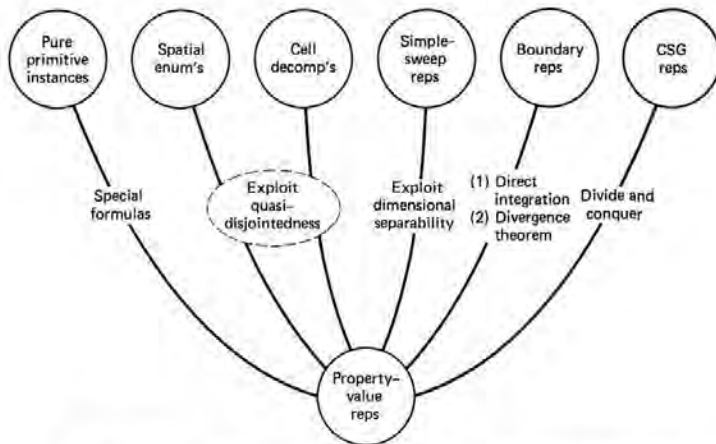 Pure
primitive
instances
Spatial
enum's
Cell
decomp's
Simple-
sweep
reps
Boundary
reps
CSG
reps
Special
formulas
Exploit
quasi-
disjointedness
Exploit
dimensional
separability
(1) Direct
integration
(2) Divergence
theorem
Divide and
conquer
Property-
value
reps